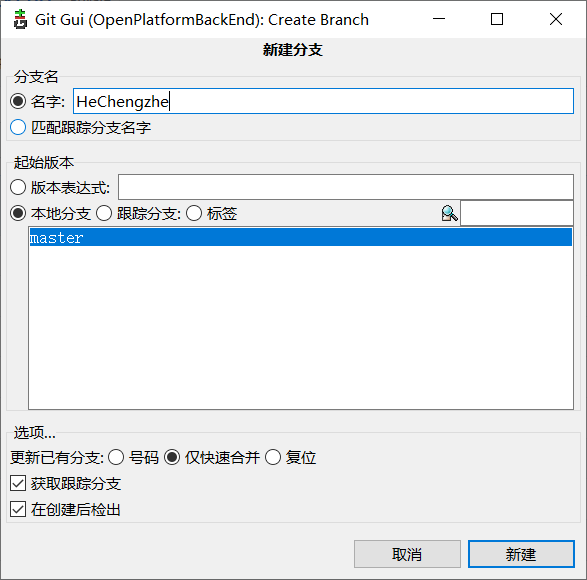 Git Gui (OpenPlatformBackEnd): Create Branch
新建分支
分支名
名字: HeChengzhe
匹配跟踪分支名字
起始版本
版本表达式:
本地分支 跟踪分支: 标签
master
选项...
更新已有分支: 号码 仅快速合并 复位
获取跟踪分支
在创建后检出
取消 新建